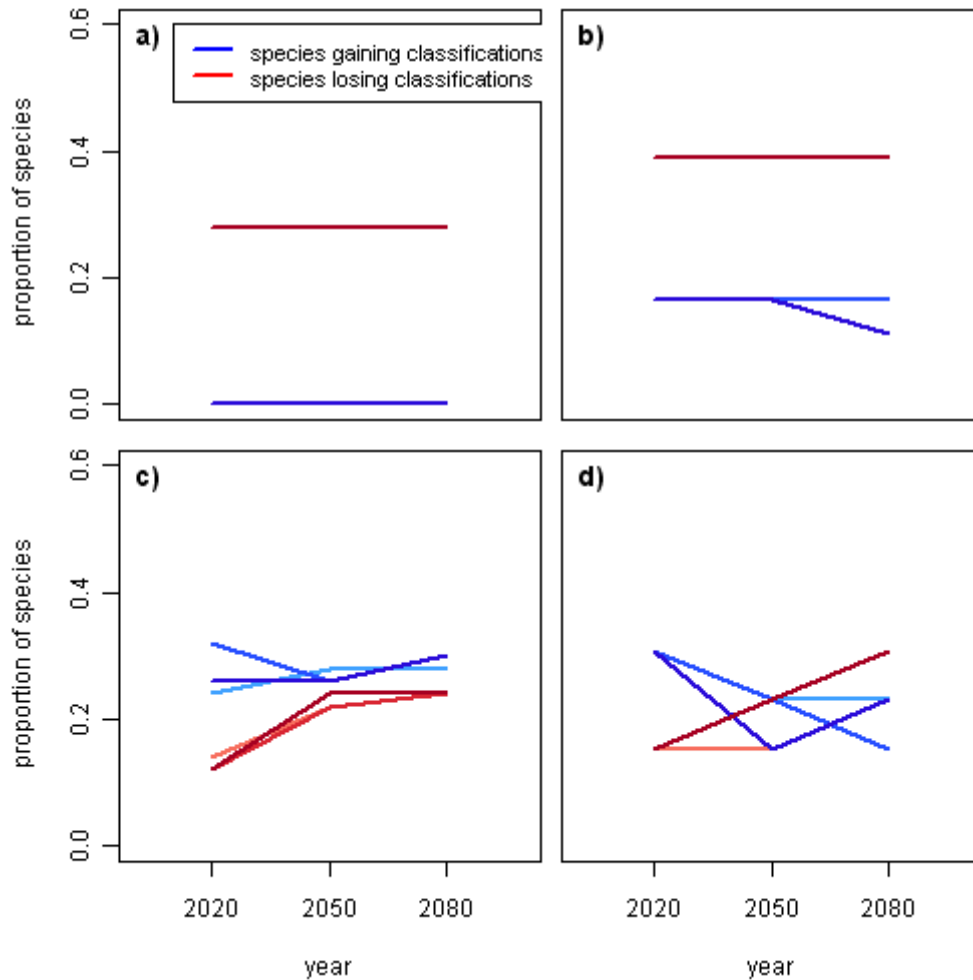 a)
species gaining classifications
species losing classifications
b)
proportion of species
0.6
0.4
0.2
0.0
c)
d)
proportion of species
0.6
0.4
0.2
0.0
2020 2050 2080
2020 2050 2080
year
year